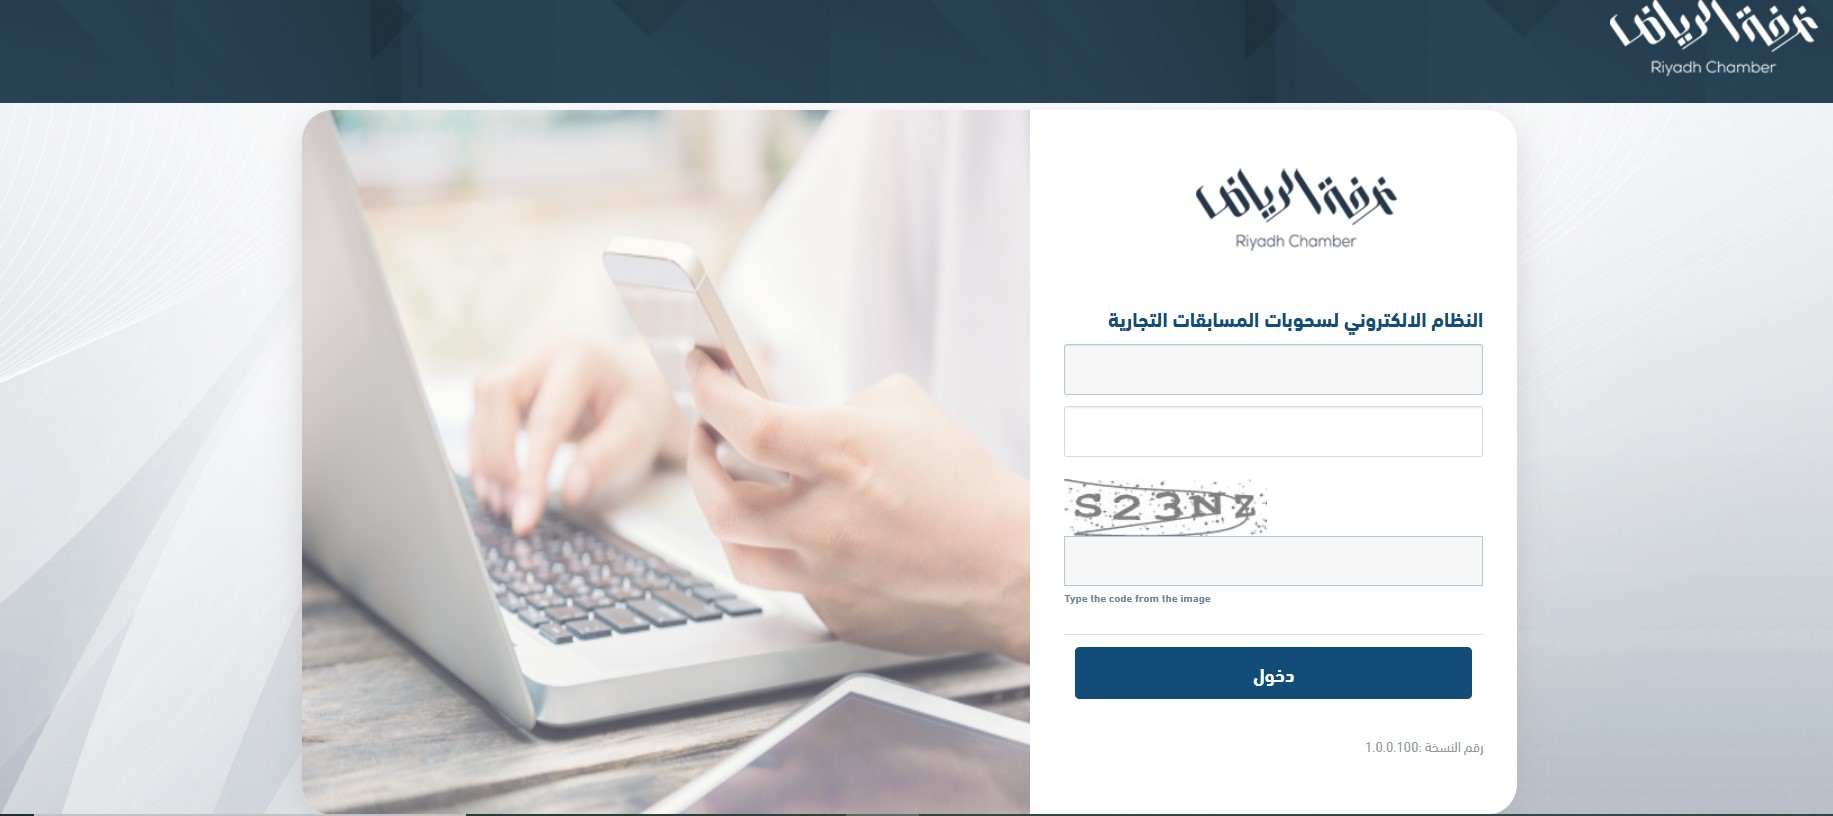 غرفة الرياض
Riyadh Chamber
غرفة الرياض
Riyadh Chamber
النظام الالكتروني لسحوبات المسابقات التجارية
S23NZ
Type the code from the image
دخول
رقم النسخة :1.0.0.100